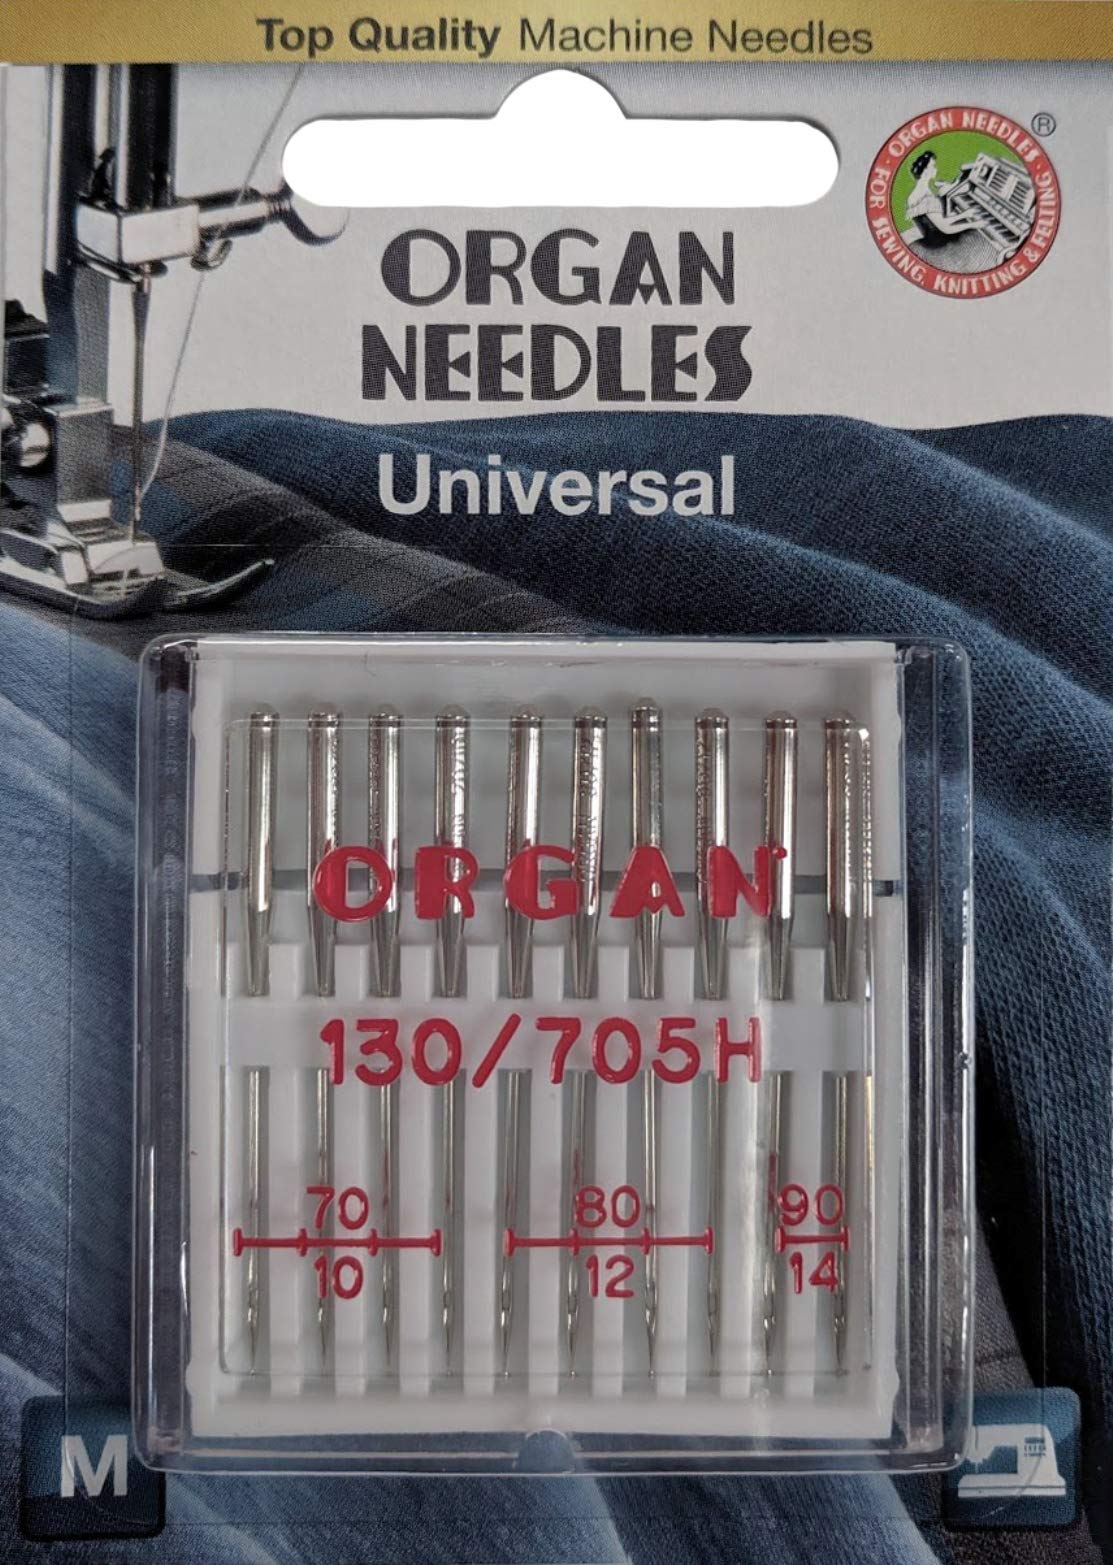 Top Quality Machine Needles
ORGAN NEEDLES ®
· FOR SEWING, KNITTING & FELTING ·
ORGAN
NEEDLES
Universal
ORGAN
130/705H
70 80 90
10 12 14
M